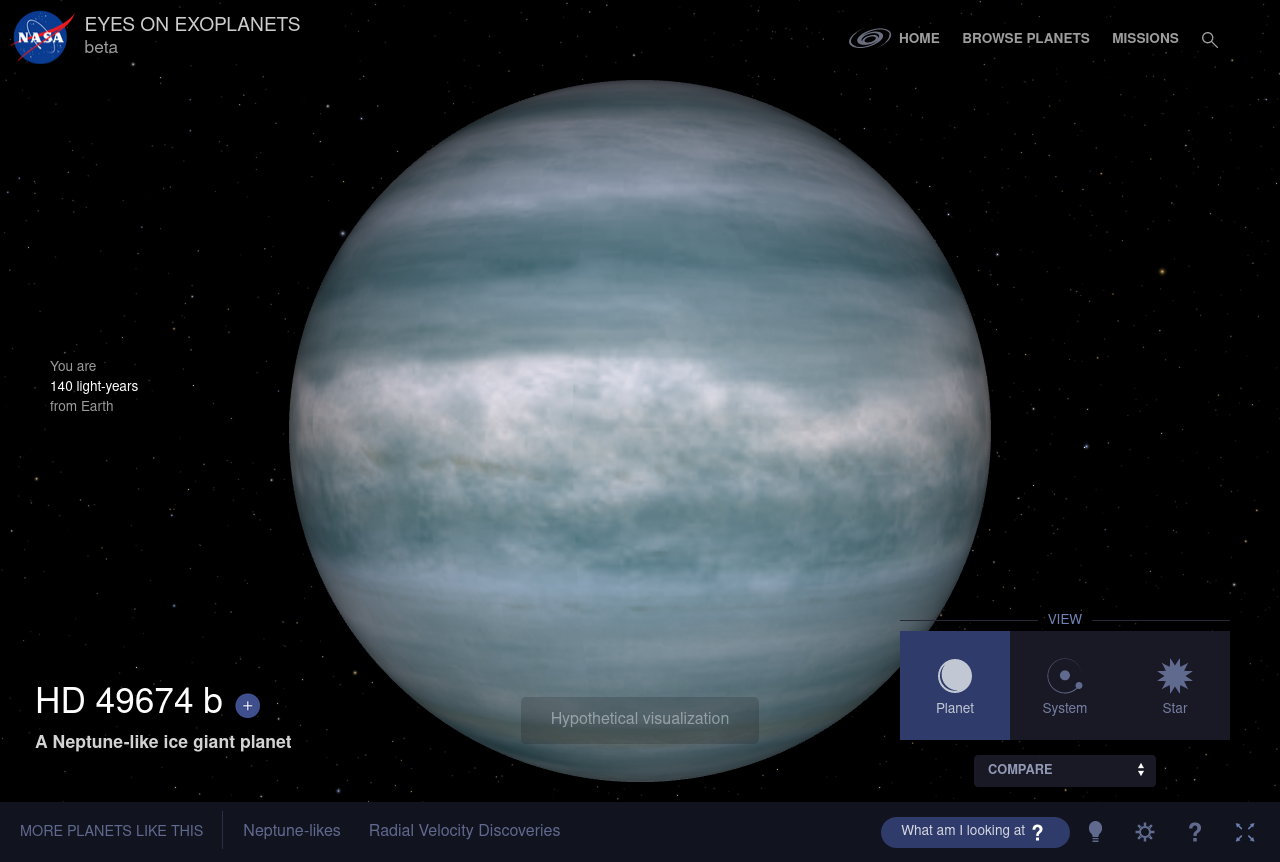 NASA
EYES ON EXOPLANETS
beta
HOME
BROWSE PLANETS
MISSIONS
You are
140 light-years
from Earth
VIEW
Planet
System
Star
HD 49674 b +
A Neptune-like ice giant planet
Hypothetical visualization
COMPARE
MORE PLANETS LIKE THIS
Neptune-likes
Radial Velocity Discoveries
What am I looking at ?
?